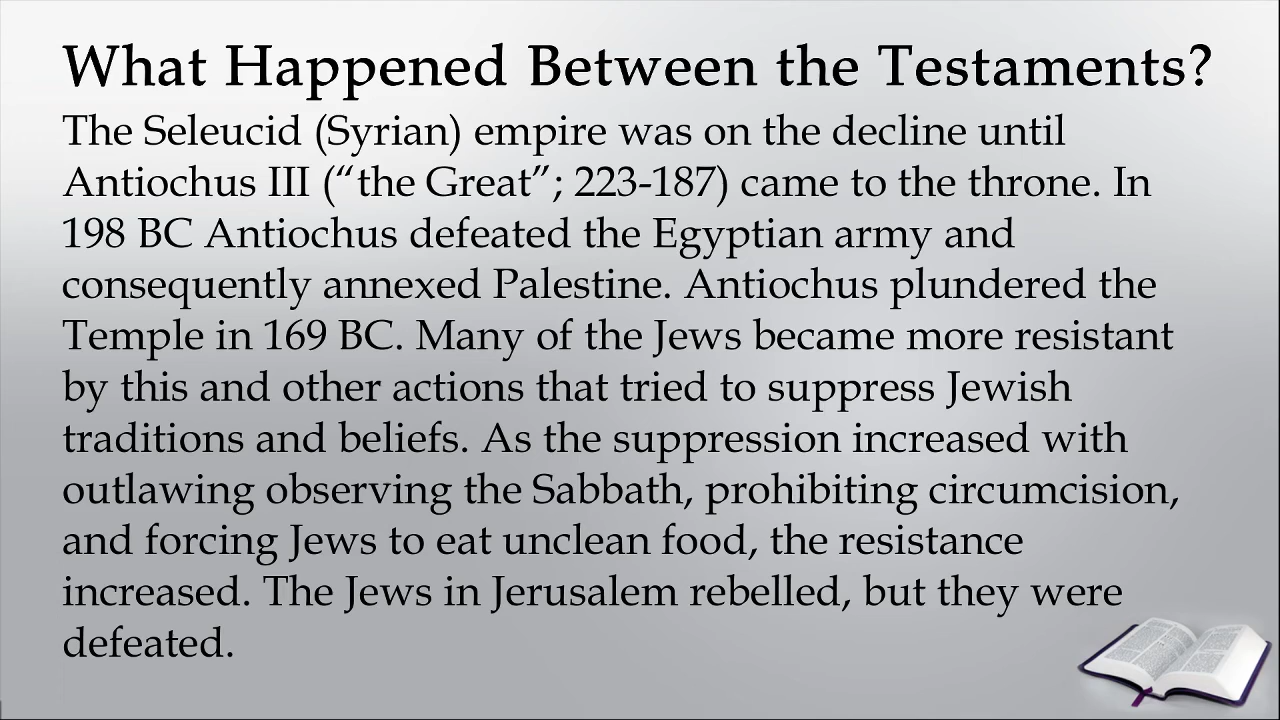 What Happened Between the Testaments?
The Seleucid (Syrian) empire was on the decline until
Antiochus III (“the Great”; 223-187) came to the throne. In
198 BC Antiochus defeated the Egyptian army and
consequently annexed Palestine. Antiochus plundered the
Temple in 169 BC. Many of the Jews became more resistant
by this and other actions that tried to suppress Jewish
traditions and beliefs. As the suppression increased with
outlawing observing the Sabbath, prohibiting circumcision,
and forcing Jews to eat unclean food, the resistance
increased. The Jews in Jerusalem rebelled, but they were
defeated.